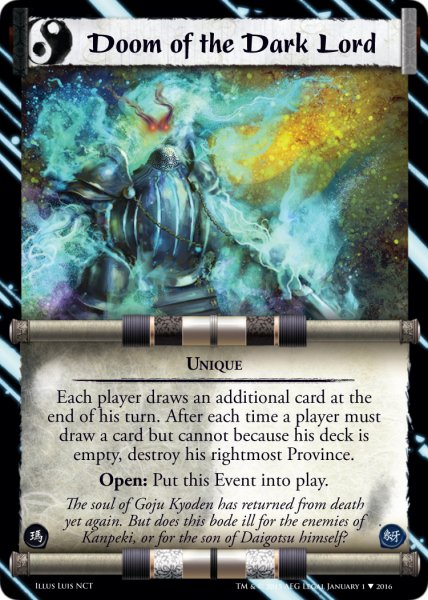 Doom of the Dark Lord
Unique
Each player draws an additional card at the
end of his turn. After each time a player must
draw a card but cannot because his deck is
empty, destroy his rightmost Province.
Open: Put this Event into play.
The soul of Goju Kyoden has returned from death
yet again. But does this bode ill for the enemies of
Kanpeki, or for the son of Daigotsu himself?
Illus Luis NCT
TM & © 2015 AEG Legal January 1 ▼ 2016